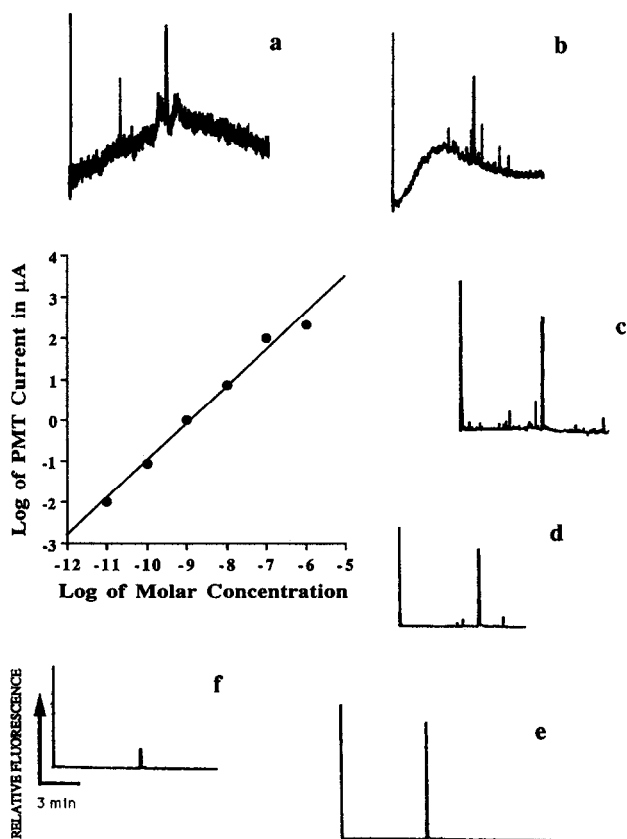 a
b
4
3
2
1
0
-1
-2
-3
Log of PMT Current in μA
-12 -11 -10 -9 -8 -7 -6 -5
Log of Molar Concentration
c
d
e
f
RELATIVE FLUORESCENCE
3 min